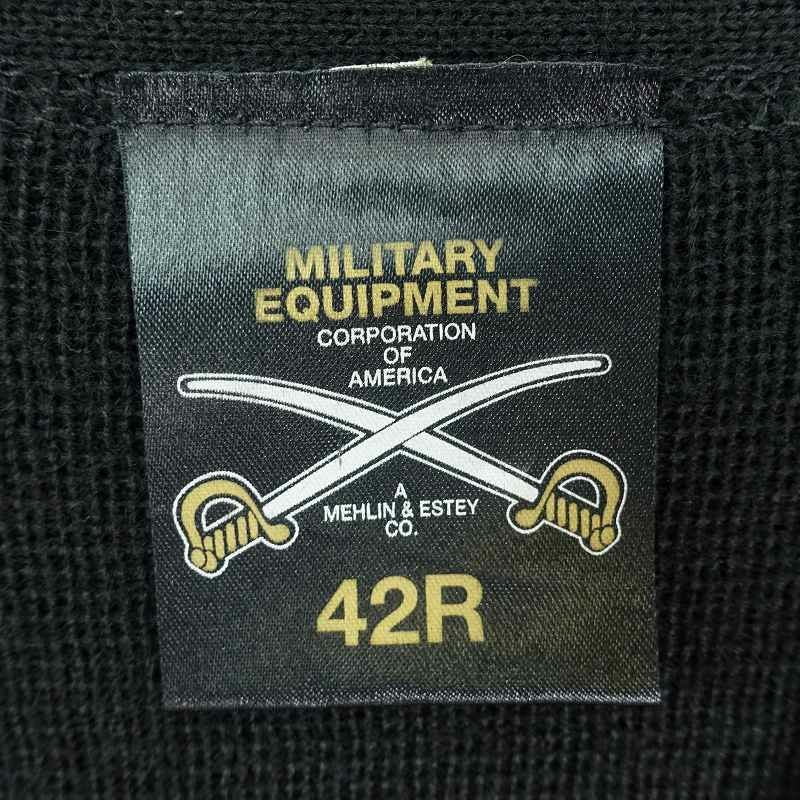 MILITARY
EQUIPMENT
CORPORATION
OF
AMERICA
A
MEHLIN & ESTEY
CO.
42R